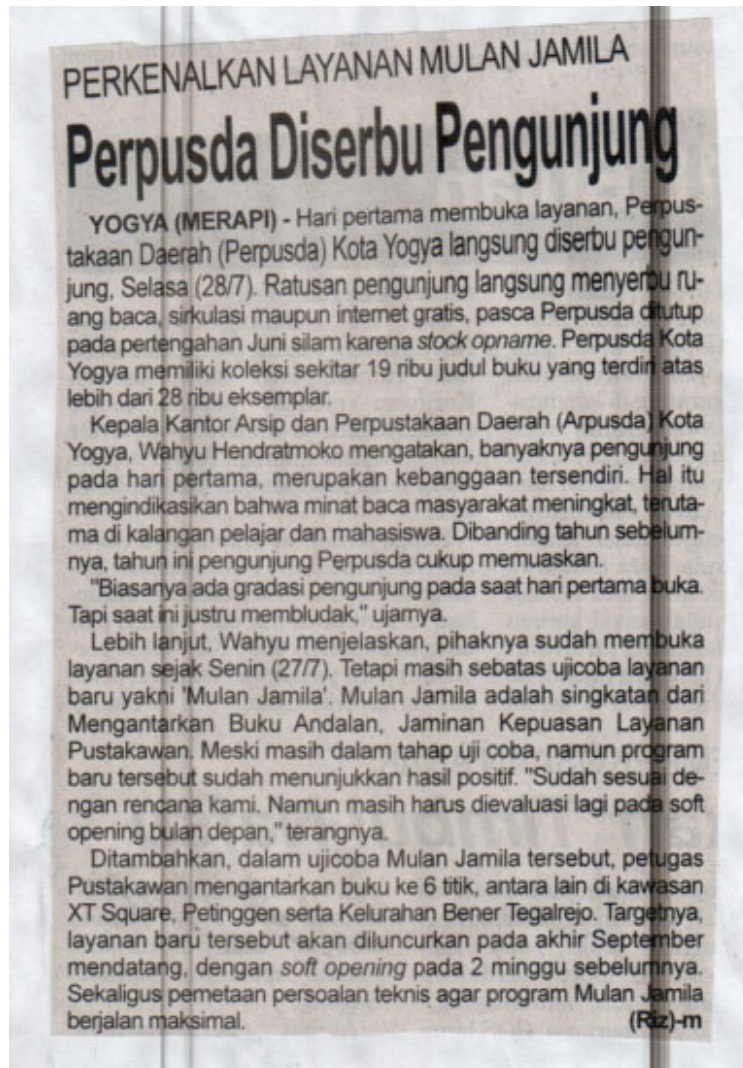 PERKENALKAN LAYANAN MULAN JAMILA
Perpusda Diserbu Pengunjung
YOGYA (MERAPI) - Hari pertama membuka layanan, Perpus-
takaan Daerah (Perpusda) Kota Yogya langsung diserbu pengun-
jung, Selasa (28/7). Ratusan pengunjung langsung menyerbu ru-
ang baca, sirkulasi maupun internet gratis, pasca Perpusda ditutup
pada pertengahan Juni silam karena stock opname. Perpusda Kota
Yogya memiliki koleksi sekitar 19 ribu judul buku yang terdiri atas
lebih dari 28 ribu eksemplar.
Kepala Kantor Arsip dan Perpustakaan Daerah (Arpusda) Kota
Yogya, Wahyu Hendratmoko mengatakan, banyaknya pengunjung
pada hari pertama, merupakan kebanggaan tersendiri. Hal itu
mengindikasikan bahwa minat baca masyarakat meningkat, teruta-
ma di kalangan pelajar dan mahasiswa. Dibanding tahun sebelum-
nya, tahun ini pengunjung Perpusda cukup memuaskan.
"Biasanya ada gradasi pengunjung pada saat hari pertama buka.
Tapi saat ini justru membludak," ujarnya.
Lebih lanjut, Wahyu menjelaskan, pihaknya sudah membuka
layanan sejak Senin (27/7). Tetapi masih sebatas ujicoba layanan
baru yakni 'Mulan Jamila'. Mulan Jamila adalah singkatan dari
Mengantarkan Buku Andalan, Jaminan Kepuasan Layanan
Pustakawan. Meski masih dalam tahap uji coba, namun program
baru tersebut sudah menunjukkan hasil positif. "Sudah sesuai de-
ngan rencana kami. Namun masih harus dievaluasi lagi pada soft
opening bulan depan," terangnya.
Ditambahkan, dalam ujicoba Mulan Jamila tersebut, petugas
Pustakawan mengantarkan buku ke 6 titik, antara lain di kawasan
XT Square, Petinggen serta Kelurahan Bener Tegalrejo. Targetnya,
layanan baru tersebut akan diluncurkan pada akhir September
mendatang, dengan soft opening pada 2 minggu sebelumnya.
Sekaligus pemetaan persoalan teknis agar program Mulan Jamila
berjalan maksimal. (Riz)-m